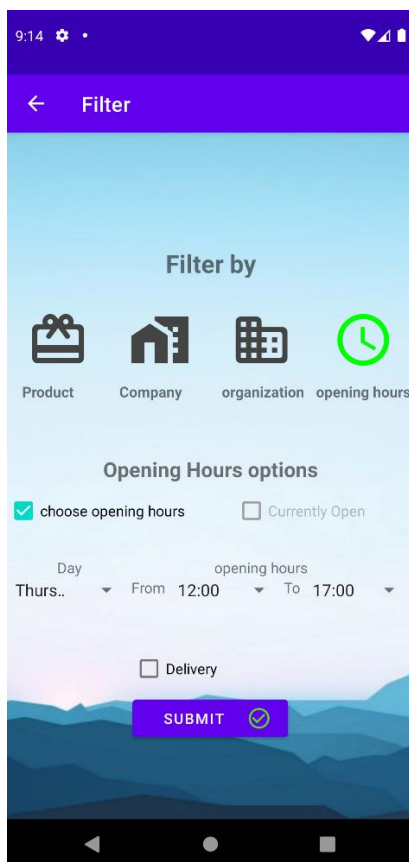 9:14
Filter
Filter by
Product Company organization opening hours
Opening Hours options
choose opening hours Currently Open
Day opening hours
Thurs.. From 12:00 To 17:00
Delivery
SUBMIT